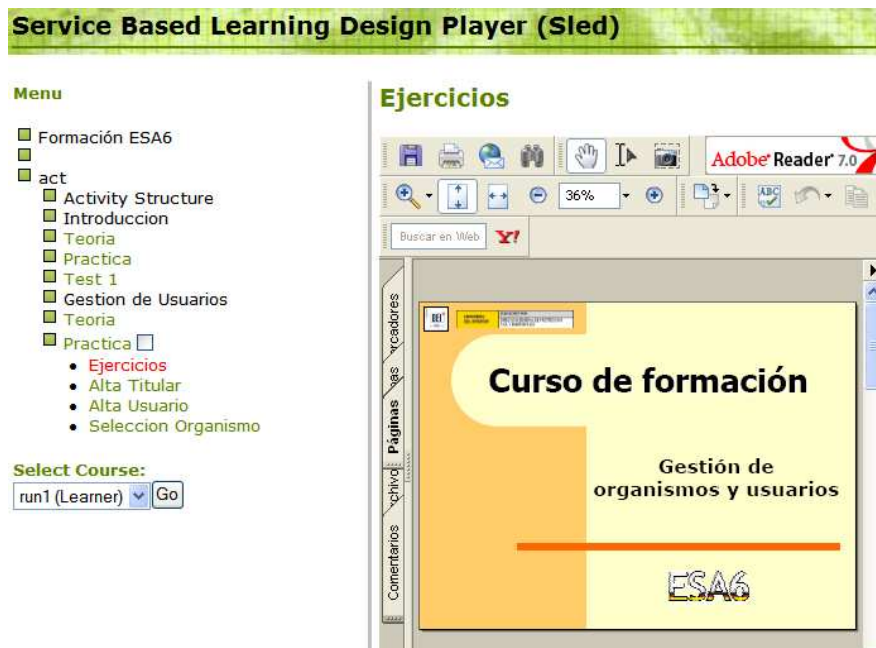 Service Based Learning Design Player (Sled)
Menu
Formación ESA6
act
Activity Structure
Introduccion
Teoria
Practica
Test 1
Gestion de Usuarios
Teoria
Practica
Ejercicios
Alta Titular
Alta Usuario
Seleccion Organismo
Select Course:
run1 (Learner)
Go
Ejercicios
Adobe Reader 7.0
36%
ABC
Buscar en Web
Y!
Páginas
Comentarios
DEI
Curso de formación
Gestión de
organismos y usuarios
ESA6